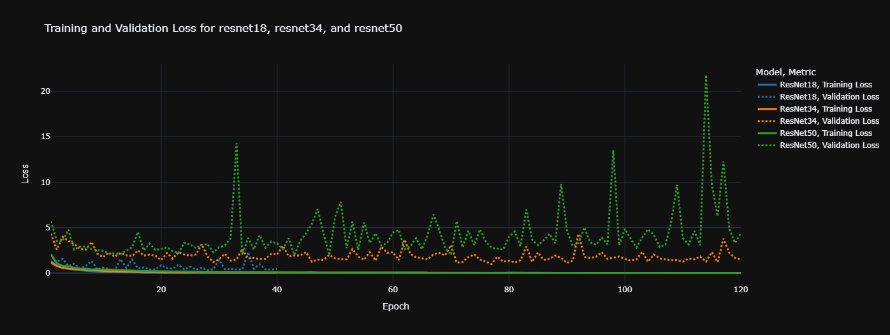 Training and Validation Loss for resnet18, resnet34, and resnet50
Loss
20
15
10
5
0
20
40
60
80
100
120
Epoch
Model, Metric
ResNet18, Training Loss
ResNet18, Validation Loss
ResNet34, Training Loss
ResNet34, Validation Loss
ResNet50, Training Loss
ResNet50, Validation Loss